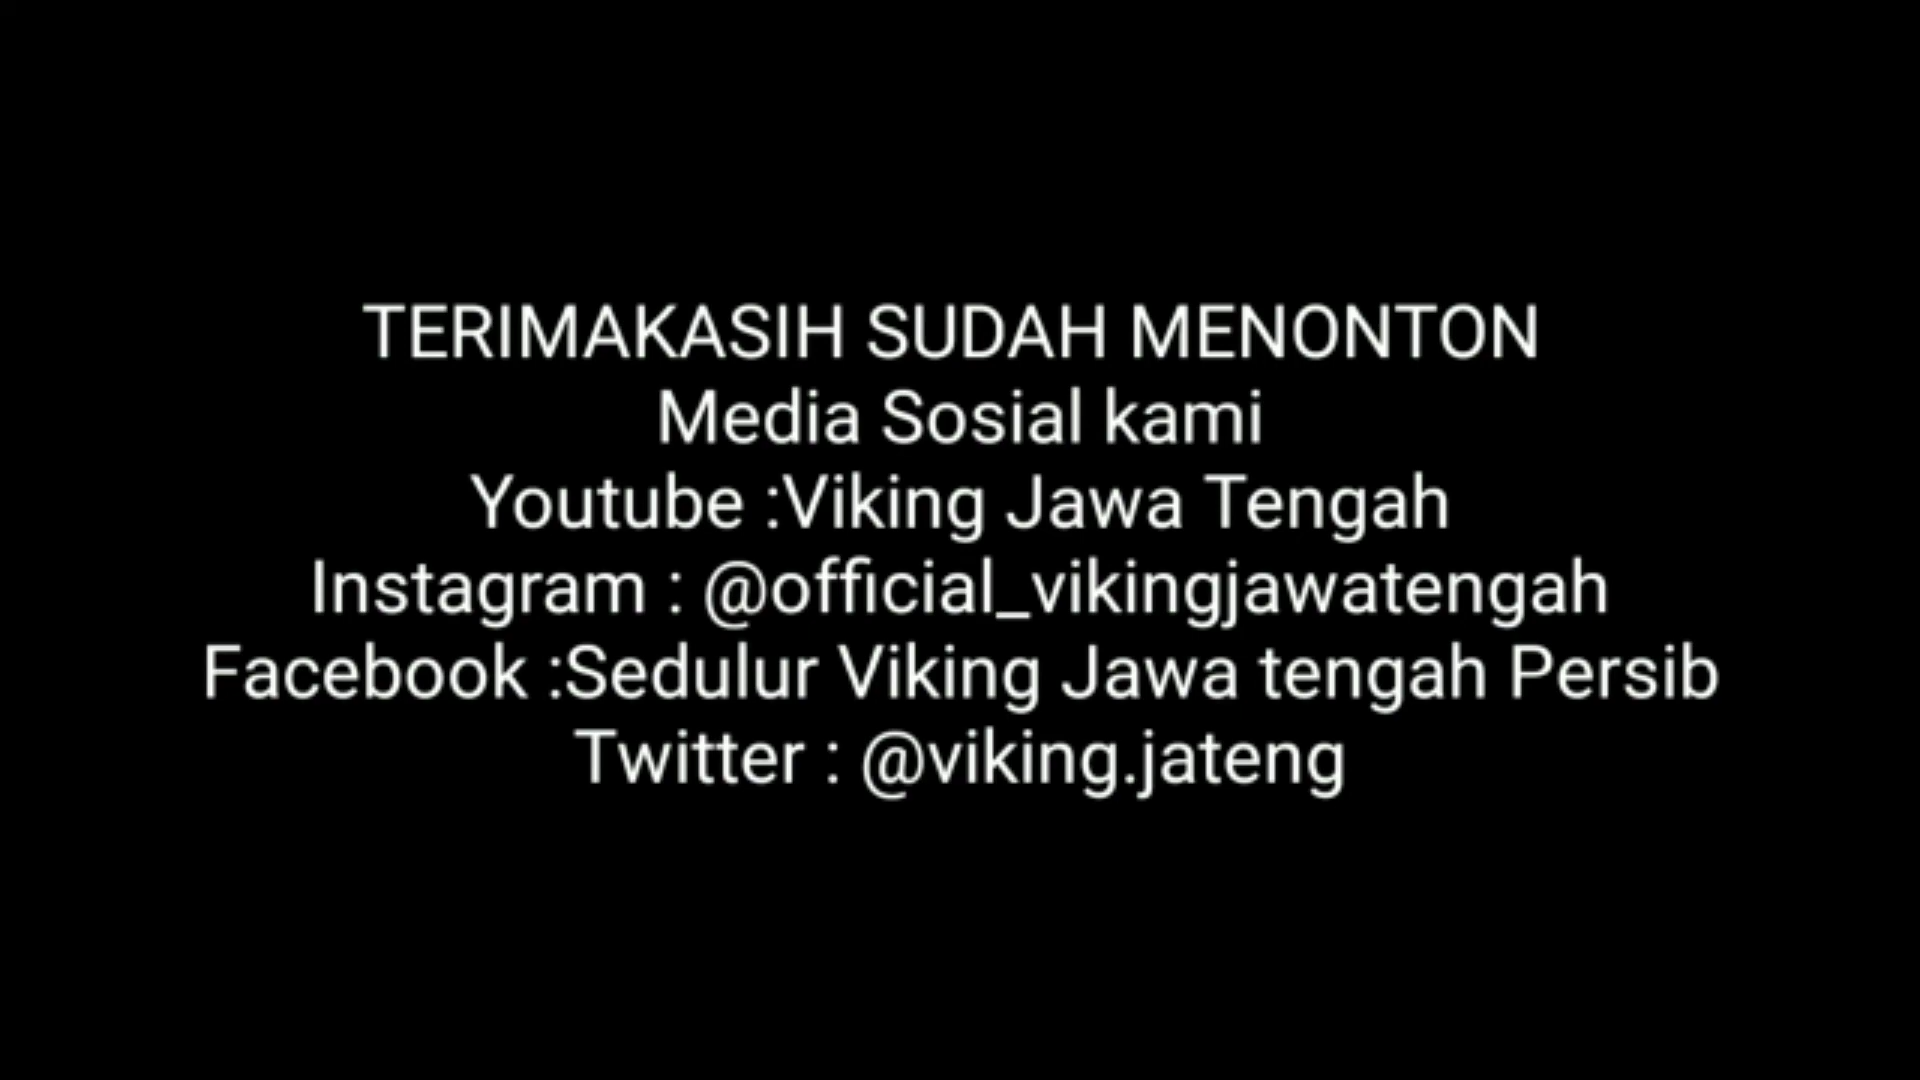 TERIMAKASIH SUDAH MENONTON
Media Sosial kami
Youtube :Viking Jawa Tengah
Instagram : @official_vikingjawatengah
Facebook :Sedulur Viking Jawa tengah Persib
Twitter : @viking.jateng